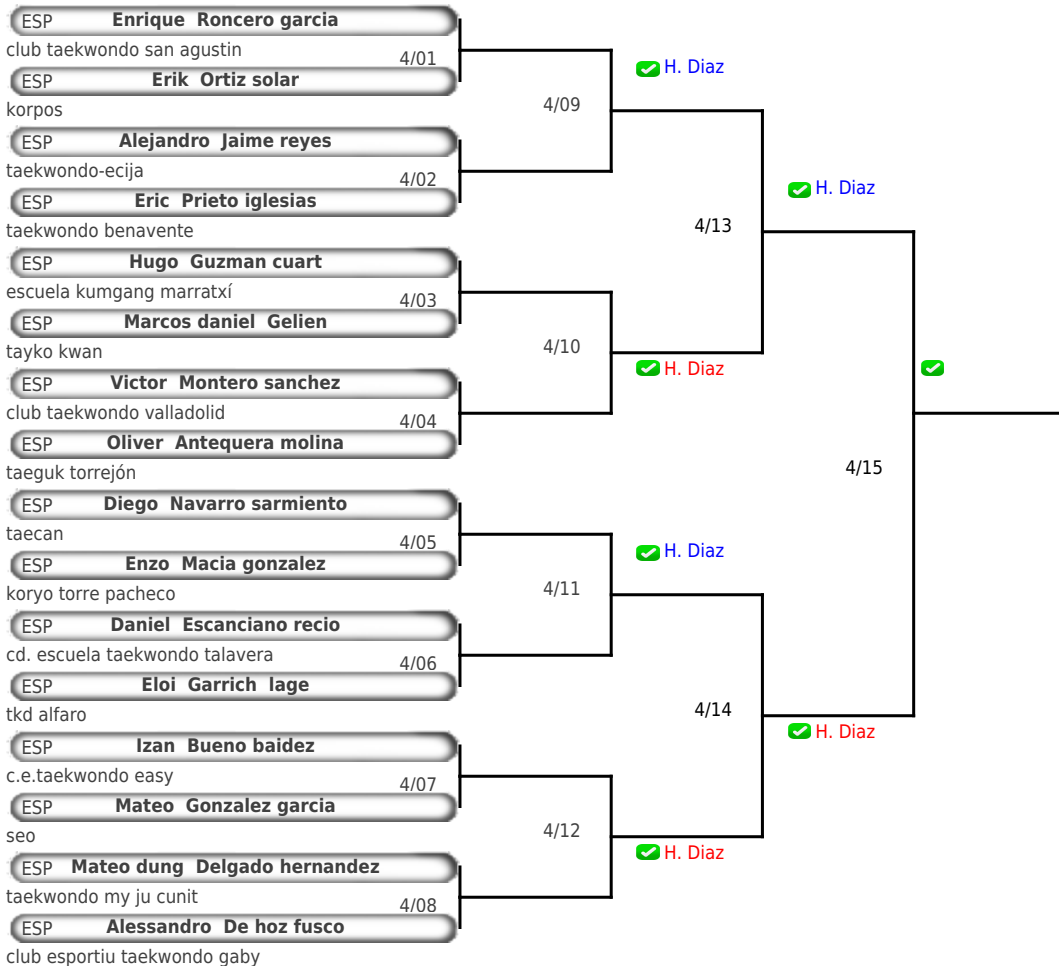 ESP Enrique Roncero garcia
club taekwondo san agustin
4/01
ESP Erik Ortiz solar
korpos
ESP Alejandro Jaime reyes
taekwondo-ecija
4/02
ESP Eric Prieto iglesias
taekwondo benavente
ESP Hugo Guzman cuart
escuela kumgang marratxí
4/03
ESP Marcos daniel Gelien
tayko kwan
ESP Victor Montero sanchez
club taekwondo valladolid
4/04
ESP Oliver Antequera molina
taeguk torrejón
ESP Diego Navarro sarmiento
taecan
4/05
ESP Enzo Macia gonzalez
koryo torre pacheco
ESP Daniel Escanciano recio
cd. escuela taekwondo talavera
4/06
ESP Eloi Garrich lage
tkd alfaro
ESP Izan Bueno baidez
c.e.taekwondo easy
4/07
ESP Mateo Gonzalez garcia
seo
ESP Mateo dung Delgado hernandez
taekwondo my ju cunit
4/08
ESP Alessandro De hoz fusco
club esportiu taekwondo gaby
H. Diaz
4/09
4/10
H. Diaz
H. Diaz
4/11
4/12
H. Diaz
H. Diaz
4/13
4/14
H. Diaz
4/15